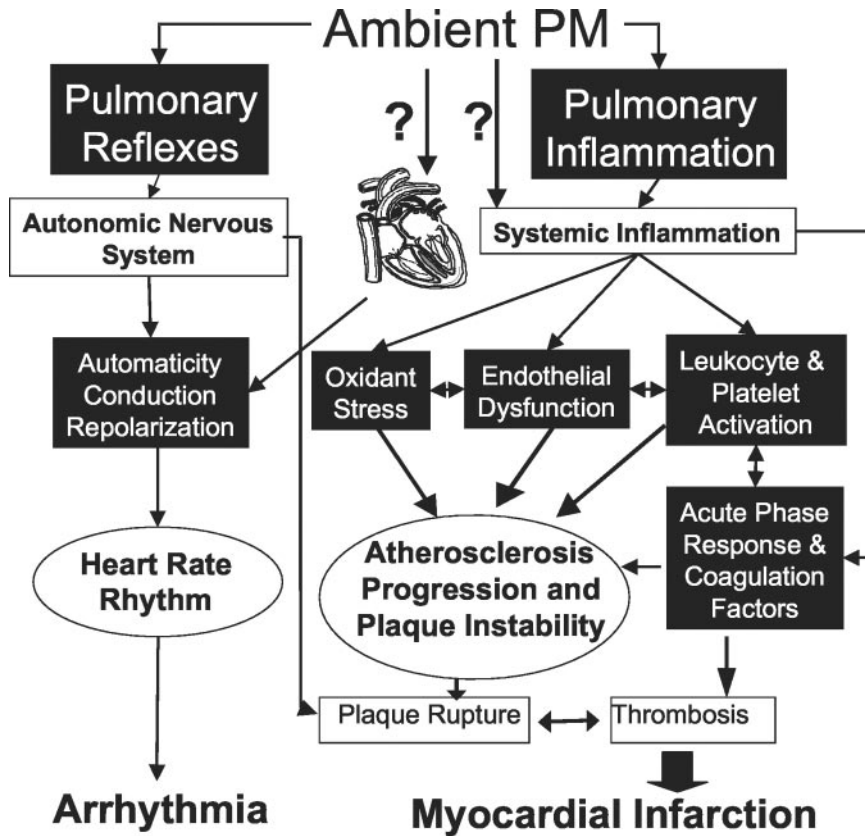 Ambient PM
Pulmonary
Reflexes
?
?
Pulmonary
Inflammation
Autonomic Nervous
System
Systemic Inflammation
Automaticity
Conduction
Repolarization
Oxidant
Stress
Endothelial
Dysfunction
Leukocyte &
Platelet
Activation
Heart Rate
Rhythm
Atherosclerosis
Progression and
Plaque Instability
Acute Phase
Response &
Coagulation
Factors
Plaque Rupture
Thrombosis
Arrhythmia
Myocardial Infarction